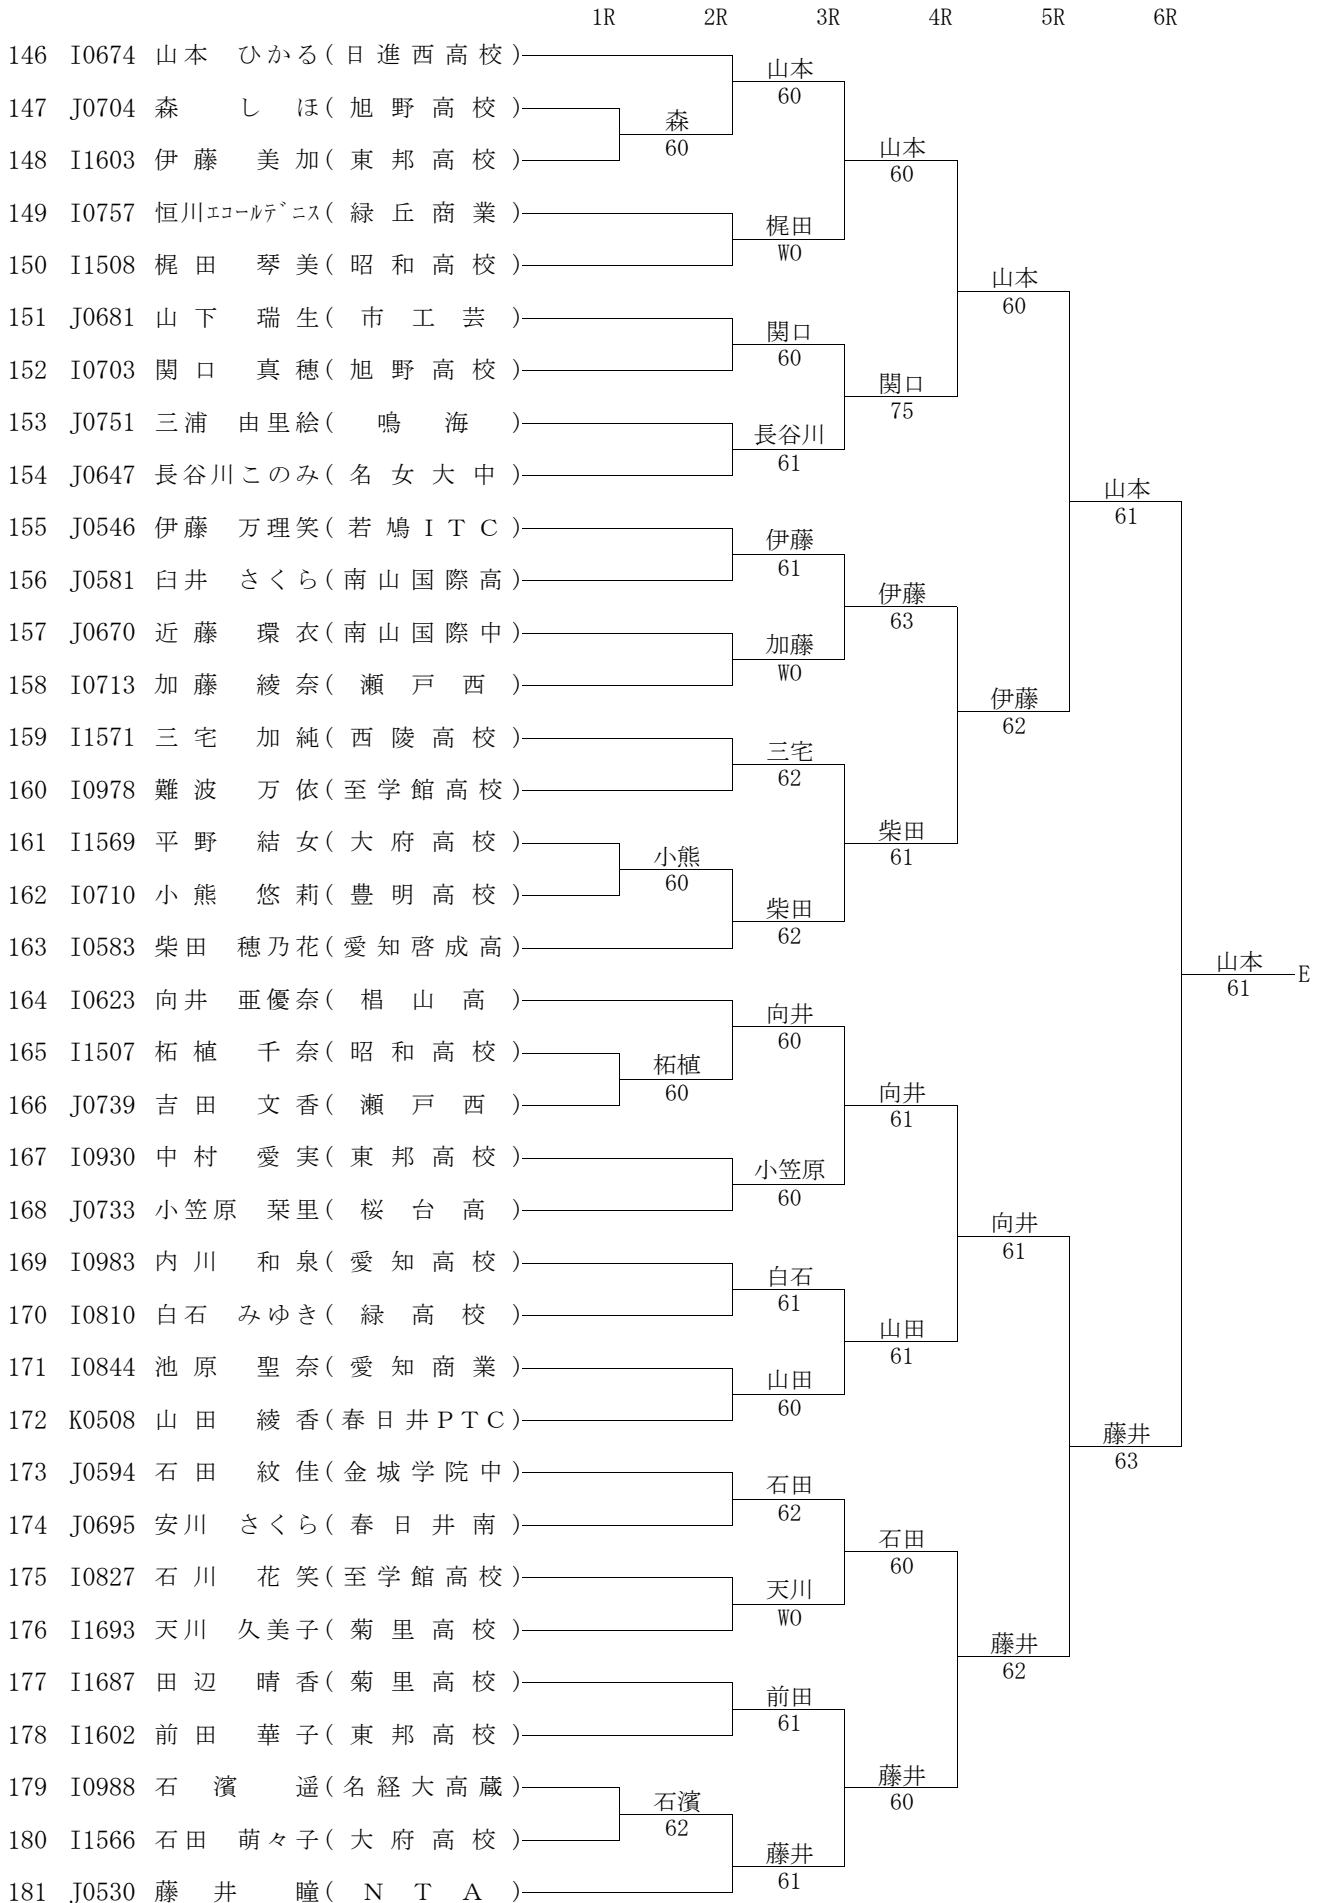 1R 2R 3R 4R 5R 6R
146 I0674 山本 ひかる(日進西高校)
山本
60
147 J0704 森 しほ(旭野高校)
森
60
148 I1603 伊藤 美加(東邦高校)
山本
60
149 I0757 恒川エコールデニス(緑丘商業)
梶田
WO
150 I1508 梶田 琴美(昭和高校)
山本
60
151 J0681 山下 瑞生(市工芸)
関口
60
152 I0703 関口 真穂(旭野高校)
関口
75
153 J0751 三浦 由里絵(鳴海)
長谷川
61
154 J0647 長谷川このみ(名女大中)
山本
61
155 J0546 伊藤 万理笑(若鳩ITC)
伊藤
61
156 J0581 臼井 さくら(南山国際高)
伊藤
63
157 J0670 近藤 環衣(南山国際中)
加藤
WO
158 I0713 加藤 綾奈(瀬戸西)
伊藤
62
159 I1571 三宅 加純(西陵高校)
三宅
62
160 I0978 難波 万依(至学館高校)
161 I1569 平野 結女(大府高校)
柴田
61
小熊
60
162 I0710 小熊 悠莉(豊明高校)
柴田
62
163 I0583 柴田 穂乃花(愛知啓成高)
山本
61
E
164 I0623 向井 亜優奈(椙山高)
向井
60
165 I1507 柘植 千奈(昭和高校)
柘植
60
166 J0739 吉田 文香(瀬戸西)
向井
61
167 I0930 中村 愛実(東邦高校)
小笠原
60
168 J0733 小笠原 栞里(桜台高)
向井
61
169 I0983 内川 和泉(愛知高校)
白石
61
170 I0810 白石 みゆき(緑高校)
山田
61
171 I0844 池原 聖奈(愛知商業)
山田
60
172 K0508 山田 綾香(春日井PTC)
藤井
63
173 J0594 石田 紋佳(金城学院中)
石田
62
174 J0695 安川 さくら(春日井南)
石田
60
175 I0827 石川 花笑(至学館高校)
天川
WO
176 I1693 天川 久美子(菊里高校)
藤井
62
177 I1687 田辺 晴香(菊里高校)
前田
61
178 I1602 前田 華子(東邦高校)
179 I0988 石濱 遥(名経大高蔵)
藤井
60
石濱
62
180 I1566 石田 萌々子(大府高校)
藤井
61
181 J0530 藤井 瞳(NTA)